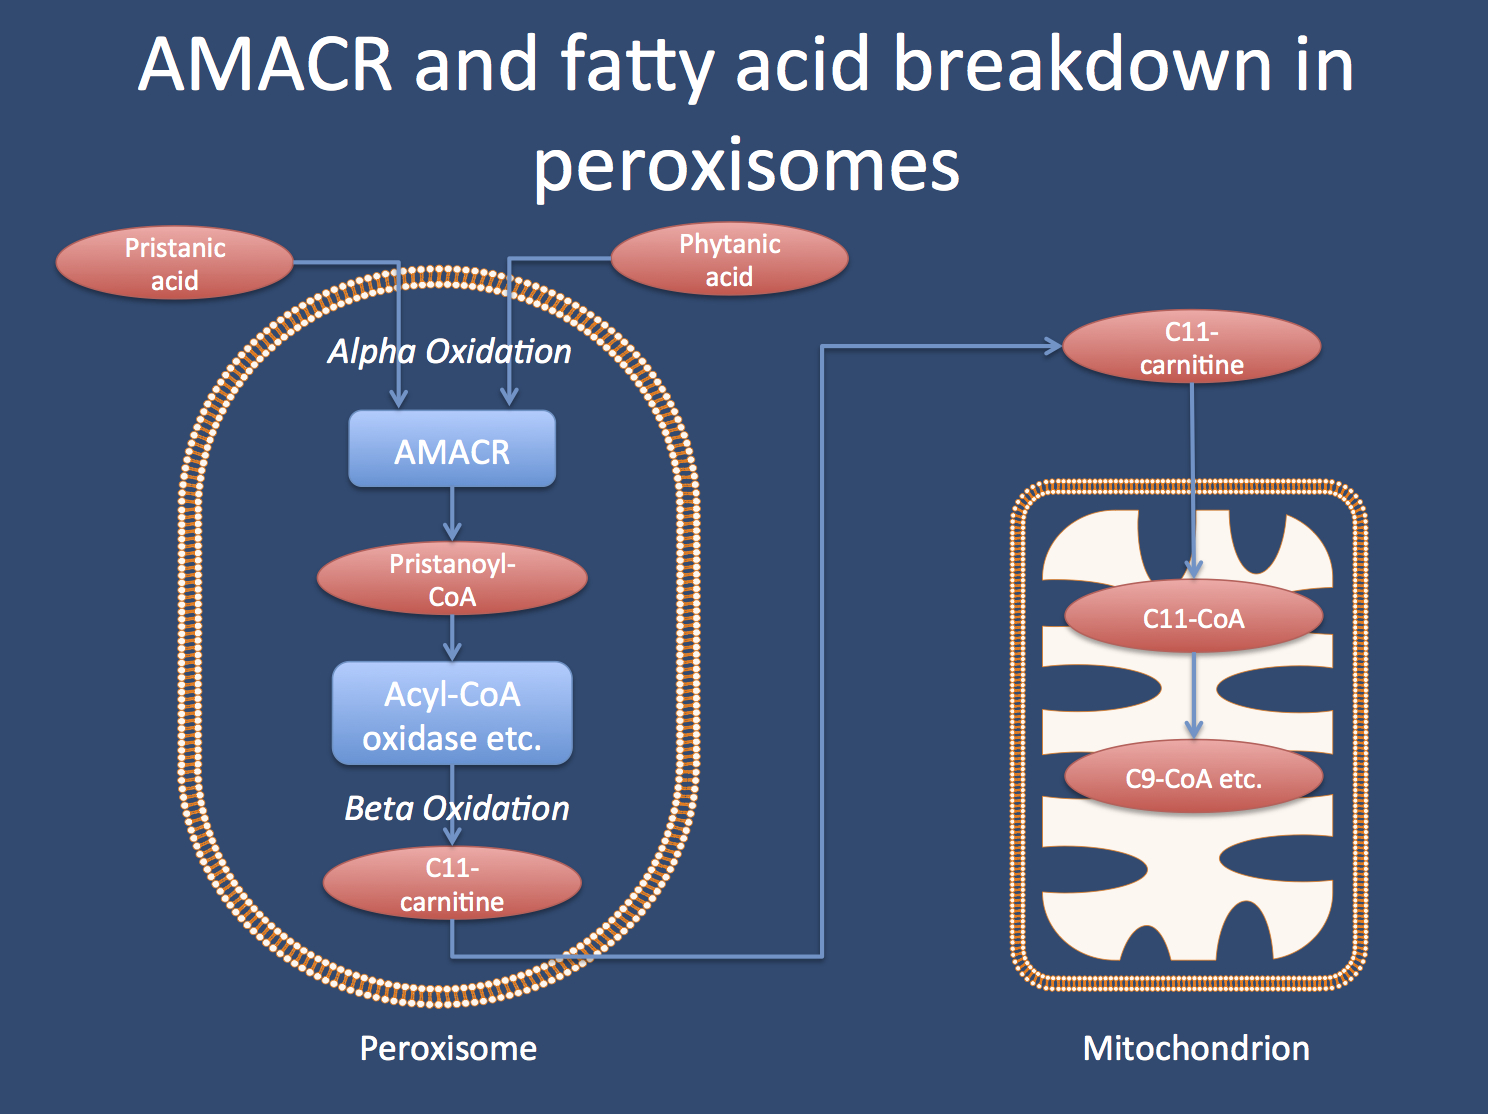 AMACR and fatty acid breakdown in
peroxisomes
Pristanic
acid
Phytanic
acid
Alpha Oxidation
AMACR
Pristanoyl-
CoA
Acyl-CoA
oxidase etc.
Beta Oxidation
C11-
carnitine
Peroxisome
C11-
carnitine
C11-CoA
C9-CoA etc.
Mitochondrion